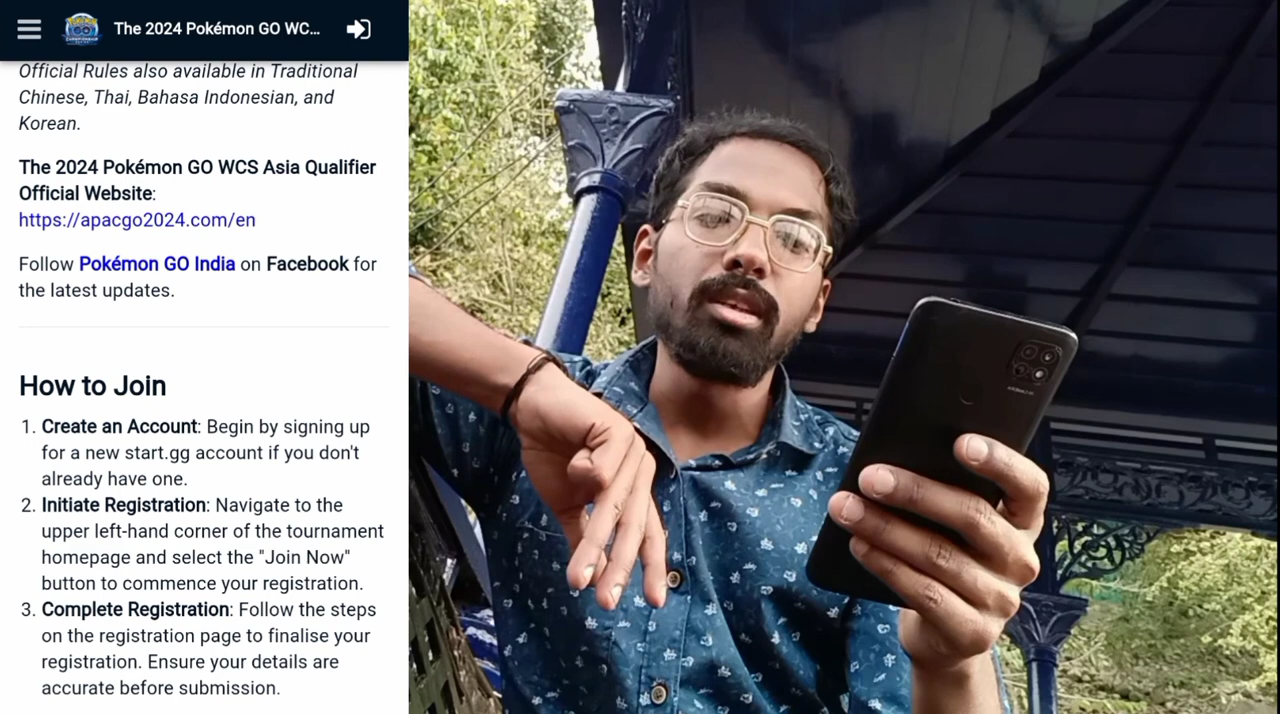 The 2024 Pokémon GO WC...
Official Rules also available in Traditional
Chinese, Thai, Bahasa Indonesian, and
Korean.
The 2024 Pokémon GO WCS Asia Qualifier
Official Website:
https://apacgo2024.com/en
Follow Pokémon GO India on Facebook for
the latest updates.
How to Join
1. Create an Account: Begin by signing up
for a new start.gg account if you don't
already have one.
2. Initiate Registration: Navigate to the
upper left-hand corner of the tournament
homepage and select the "Join Now"
button to commence your registration.
3. Complete Registration: Follow the steps
on the registration page to finalise your
registration. Ensure your details are
accurate before submission.